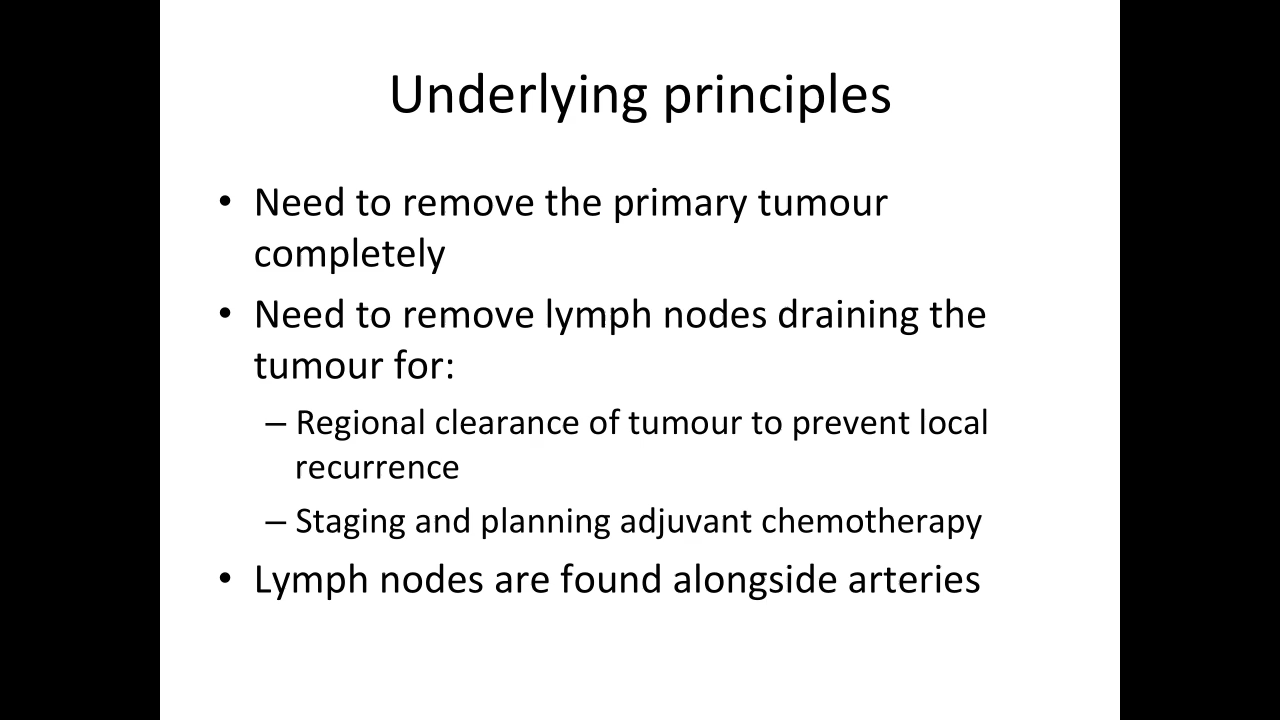 Underlying principles
• Need to remove the primary tumour
completely
• Need to remove lymph nodes draining the
tumour for:
– Regional clearance of tumour to prevent local
recurrence
– Staging and planning adjuvant chemotherapy
• Lymph nodes are found alongside arteries